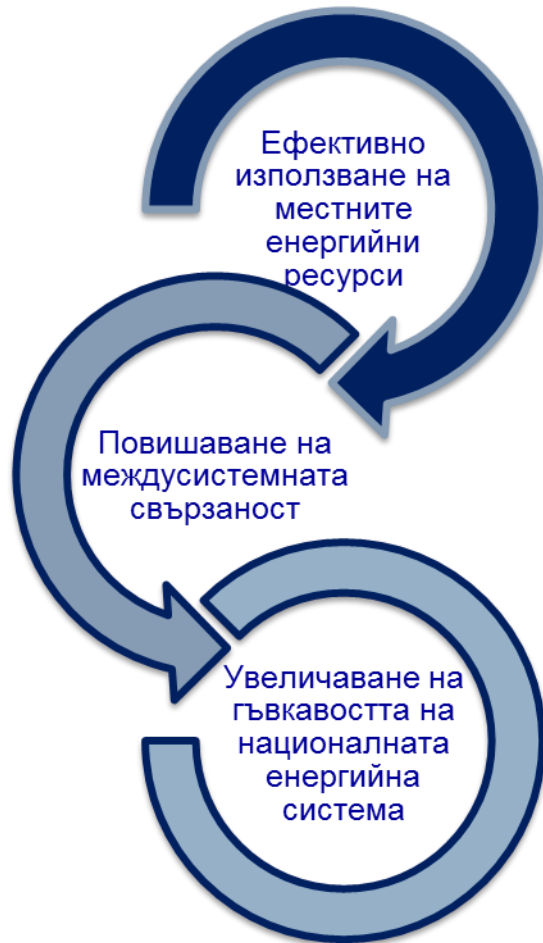 Ефективно
използване на
местните
енергийни
ресурси
Повишаване на
междусистемната
свързаност
Увеличаване на
гъвкавостта на
националната
енергийна
система